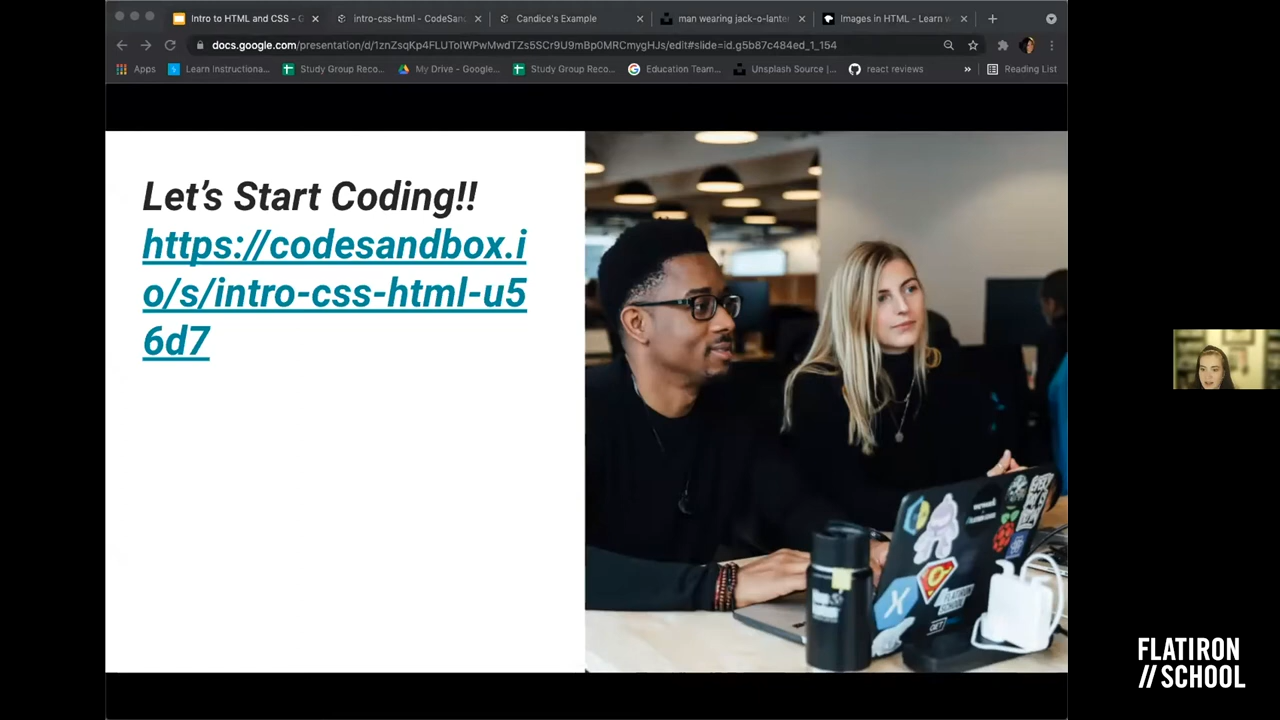 Intro to HTML and CSS - G
intro-css-html - CodeSan
Candice's Example
man wearing jack-o-lante
Images in HTML - Learn w
docs.google.com/presentation/d/1znZsqKp4FLUToIWPwMwdTZs5SCr9U9mBp0MRCmygHJs/edit#slide=id.g5b87c484ed_1_154
Apps
Learn Instructiona...
Study Group Reco...
My Drive - Google...
Study Group Reco...
Education Team...
Unsplash Source |...
react reviews
»
Reading List
Let's Start Coding!!
https://codesandbox.i
o/s/intro-css-html-u5
6d7
FLATIRON
// SCHOOL